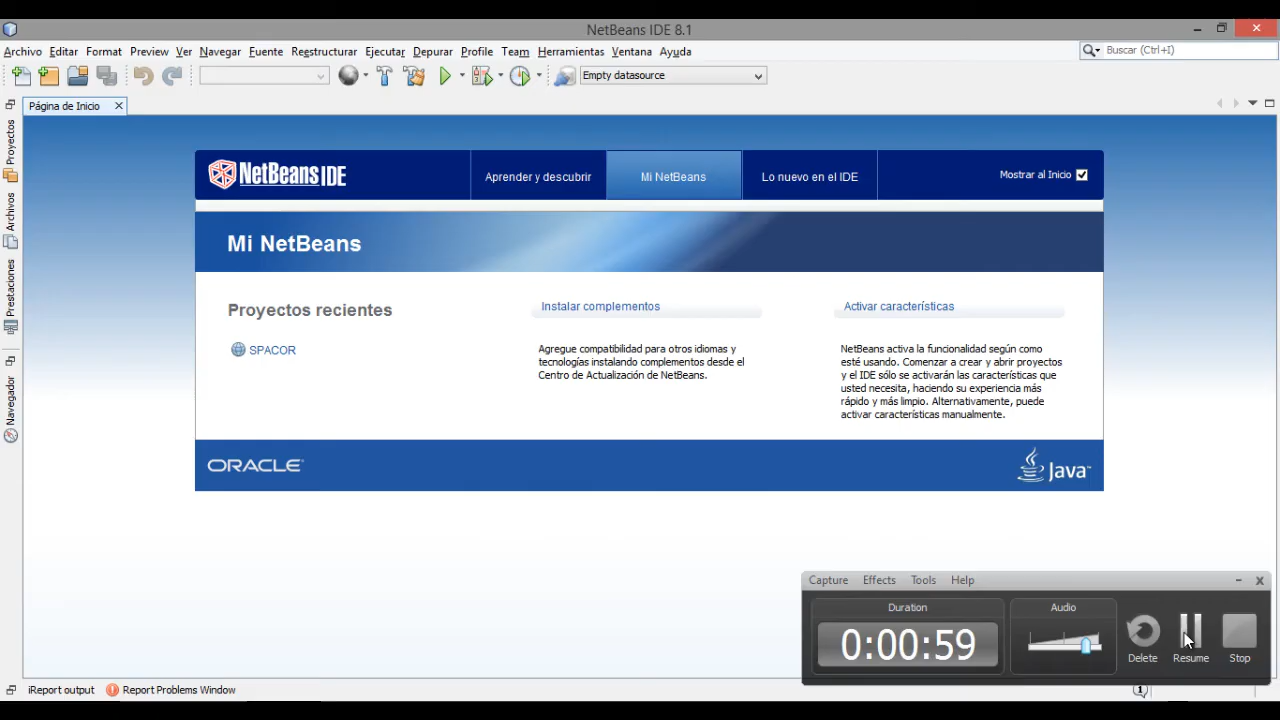 NetBeans IDE 8.1
Archivo Editar Format Preview Ver Navegar Fuente Restructurar Ejecutar Depurar Profile Team Herramientas Ventana Ayuda
Buscar (Ctrl+I)
Empty datasource
Página de Inicio
Proyectos
Archivos
Prestaciones
Navegador
NetBeans IDE
Aprender y descubrir
Mi NetBeans
Lo nuevo en el IDE
Mostrar al Inicio
Mi NetBeans
Proyectos recientes
SPACOR
Instalar complementos
Agregue compatibilidad para otros idiomas y
tecnologías instalando complementos desde el
Centro de Actualización de NetBeans.
Activar características
NetBeans activa la funcionalidad según como
esté usando. Comenzar a crear y abrir proyectos
y el IDE sólo se activarán las características que
usted necesita, haciendo su experiencia más
rápido y más limpio. Alternativamente, puede
activar características manualmente.
ORACLE
Java
Capture Effects Tools Help
Duration
0:00:59
Audio
Delete
Resume
Stop
iReport output
Report Problems Window
1